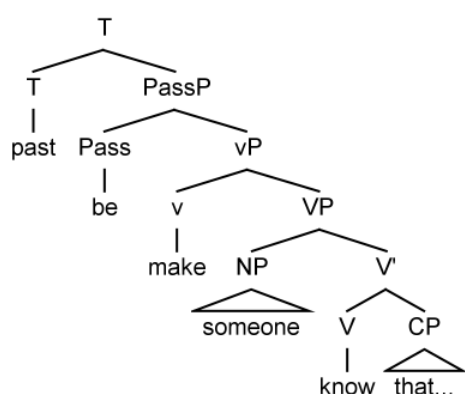 T
T PassP
past Pass vP
be v VP
make NP V'
someone V CP
know that...